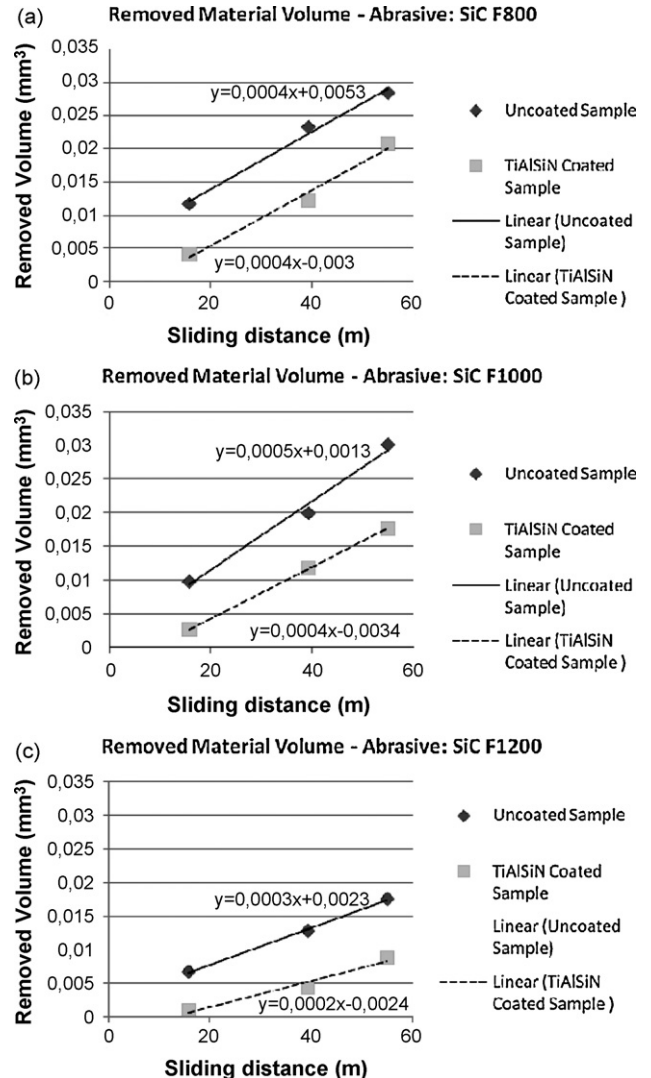 (a) Removed Material Volume - Abrasive: SiC F800
Removed Volume (mm³)
0,035
0,03
0,025
0,02
0,015
0,01
0,005
0
y=0,0004x+0,0053
y=0,0004x-0,003
0 20 40 60
Sliding distance (m)
Uncoated Sample
TiAlSiN Coated
Sample
Linear (Uncoated
Sample)
Linear (TiAlSiN
Coated Sample )
(b) Removed Material Volume - Abrasive: SiC F1000
Removed Volume (mm³)
0,035
0,03
0,025
0,02
0,015
0,01
0,005
0
y=0,0005x+0,0013
y=0,0004x-0,0034
0 20 40 60
Sliding distance (m)
Uncoated Sample
TiAlSiN Coated
Sample
Linear (Uncoated
Sample)
Linear (TiAlSiN
Coated Sample )
(c) Removed Material Volume - Abrasive: SiC F1200
Removed Volume (mm³)
0,035
0,03
0,025
0,02
0,015
0,01
0,005
0
y=0,0003x+0,0023
y=0,0002x-0,0024
0 20 40 60
Sliding distance (m)
Uncoated Sample
TiAlSiN Coated
Sample
Linear (Uncoated
Sample)
Linear (TiAlSiN
Coated Sample )